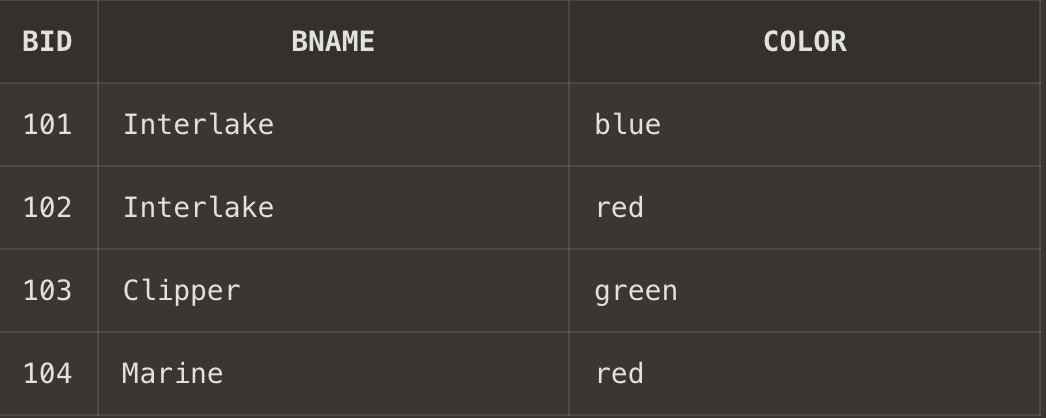 BID BNAME COLOR
101 Interlake blue
102 Interlake red
103 Clipper green
104 Marine red